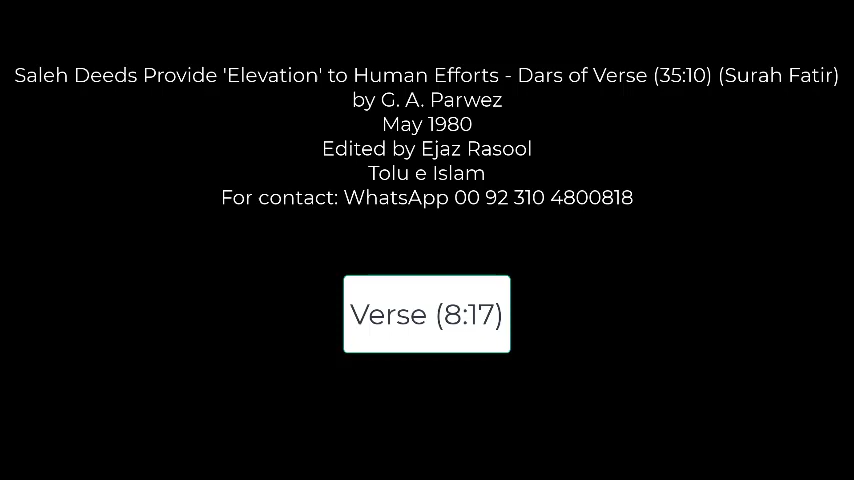 Saleh Deeds Provide 'Elevation' to Human Efforts - Dars of Verse (35:10) (Surah Fatir)
by G. A. Parwez
May 1980
Edited by Ejaz Rasool
Tolu e Islam
For contact: WhatsApp 00 92 310 4800818
Verse (8:17)